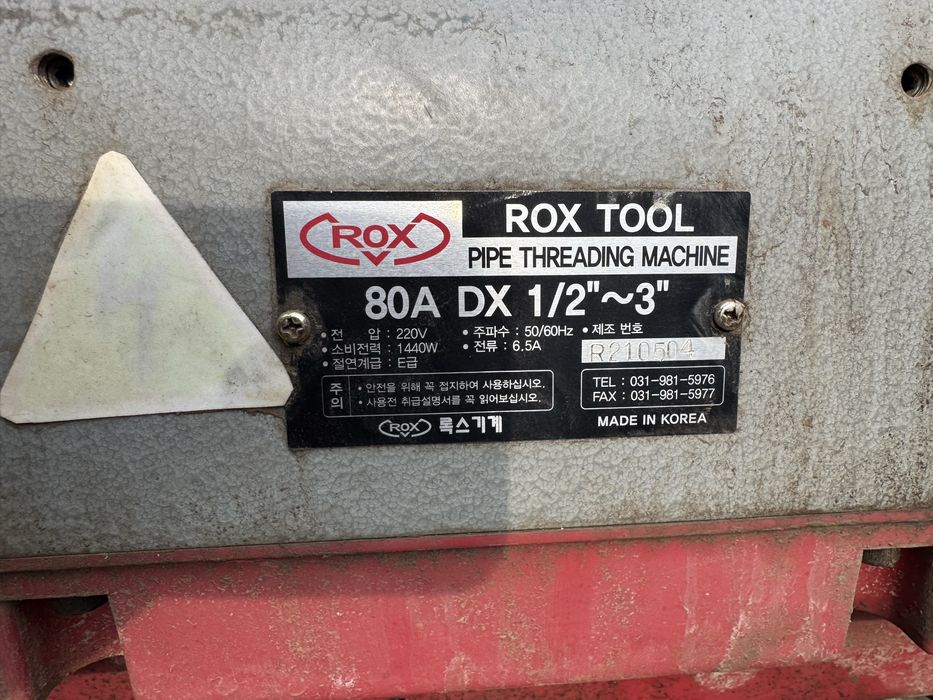 ROX
ROX TOOL
PIPE THREADING MACHINE
80A DX 1/2"~3"
• 전 압 : 220V • 주파수 : 50/60Hz • 제조 번호
• 소비전력 : 1440W • 전류 : 6.5A R210504
• 절연계급 : E급
주의
• 안전을 위해 꼭 접지하여 사용하십시오.
• 사용전 취급설명서를 꼭 읽어보십시오.
TEL : 031-981-5976
FAX : 031-981-5977
ROX 록스기계 MADE IN KOREA